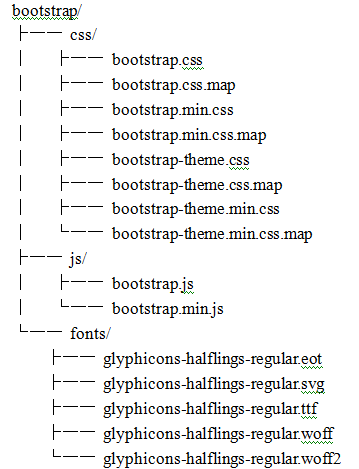 bootstrap/
├── css/
│   ├── bootstrap.css
│   ├── bootstrap.css.map
│   ├── bootstrap.min.css
│   ├── bootstrap.min.css.map
│   ├── bootstrap-theme.css
│   ├── bootstrap-theme.css.map
│   ├── bootstrap-theme.min.css
│   └── bootstrap-theme.min.css.map
├── js/
│   ├── bootstrap.js
│   └── bootstrap.min.js
└── fonts/
    ├── glyphicons-halflings-regular.eot
    ├── glyphicons-halflings-regular.svg
    ├── glyphicons-halflings-regular.ttf
    ├── glyphicons-halflings-regular.woff
    └── glyphicons-halflings-regular.woff2